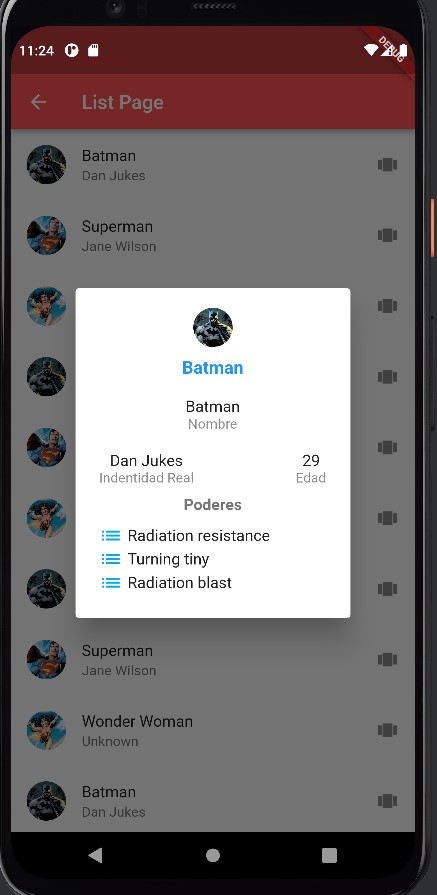 11:24
DEBUG
List Page
Batman
Dan Jukes
Superman
Jane Wilson
Batman
Batman
Nombre
Dan Jukes 29
Indentidad Real Edad
Poderes
Radiation resistance
Turning tiny
Radiation blast
Superman
Jane Wilson
Wonder Woman
Unknown
Batman
Dan Jukes